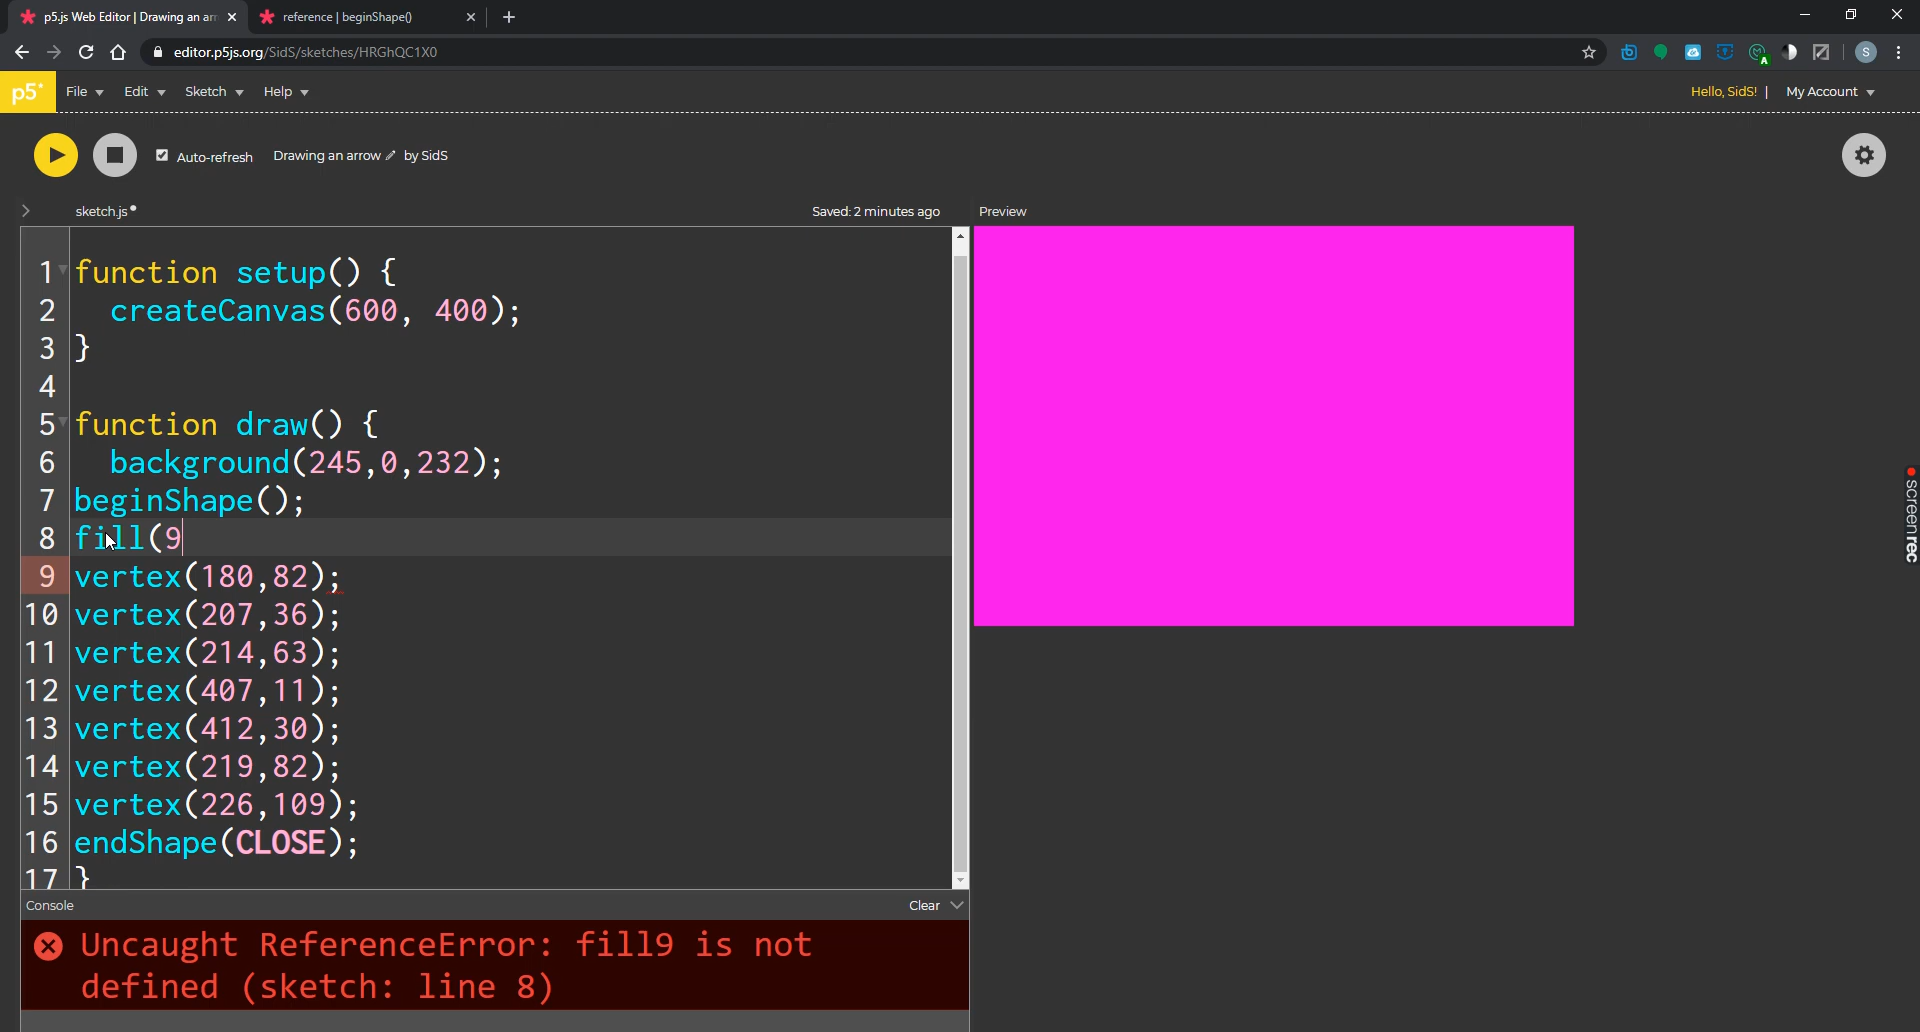 p5.js Web Editor | Drawing an arr
reference | beginShape()
editor.p5js.org/SidS/sketches/HRGhQC1X0
A
S
p5*
File
Edit
Sketch
Help
Hello, SidS! |
My Account
Auto-refresh
Drawing an arrow
by SidS
sketch.js
Saved: 2 minutes ago
Preview
1 function setup() {
2 createCanvas(600, 400);
3 }
4
5 function draw() {
6 background(245,0,232);
7 beginShape();
8 fill(9
9 vertex(180,82);
10 vertex(207,36);
11 vertex(214,63);
12 vertex(407,11);
13 vertex(412,30);
14 vertex(219,82);
15 vertex(226,109);
16 endShape(CLOSE);
17 }
screenrec
Console
Clear
Uncaught ReferenceError: fill9 is not
defined (sketch: line 8)